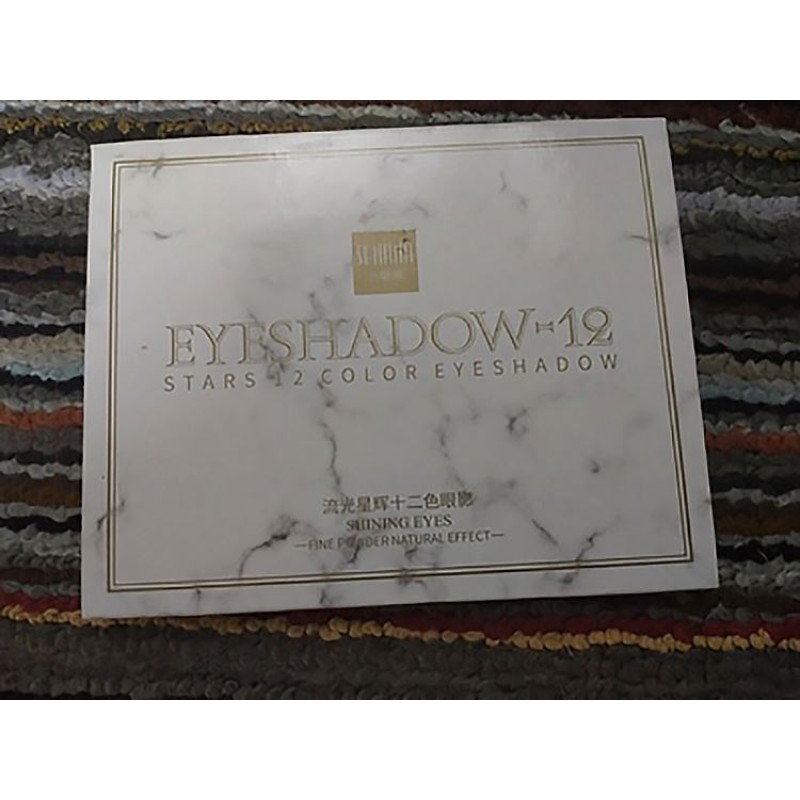 EYESHADOW-12
STARS 12 COLOR EYESHADOW
流光星辉十二色眼影
SHINING EYES
—FINE POWDER NATURAL EFFECT—